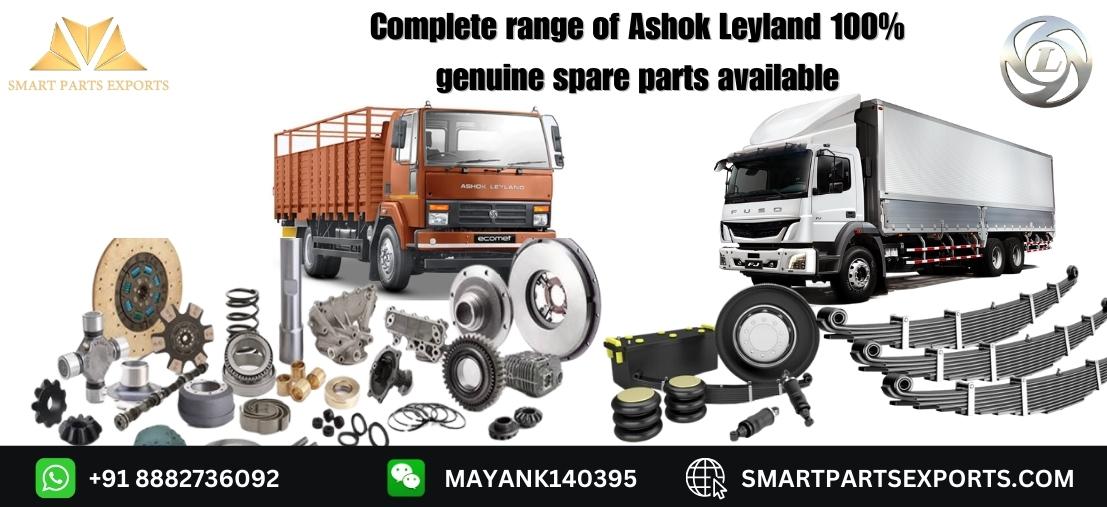 Complete range of Ashok Leyland 100%
genuine spare parts available
SMART PARTS EXPORTS
L
ASHOK LEYLAND
ecomet
FUSO
FJ
+91 8882736092
MAYANK140395
SMARTPARTSEXPORTS.COM